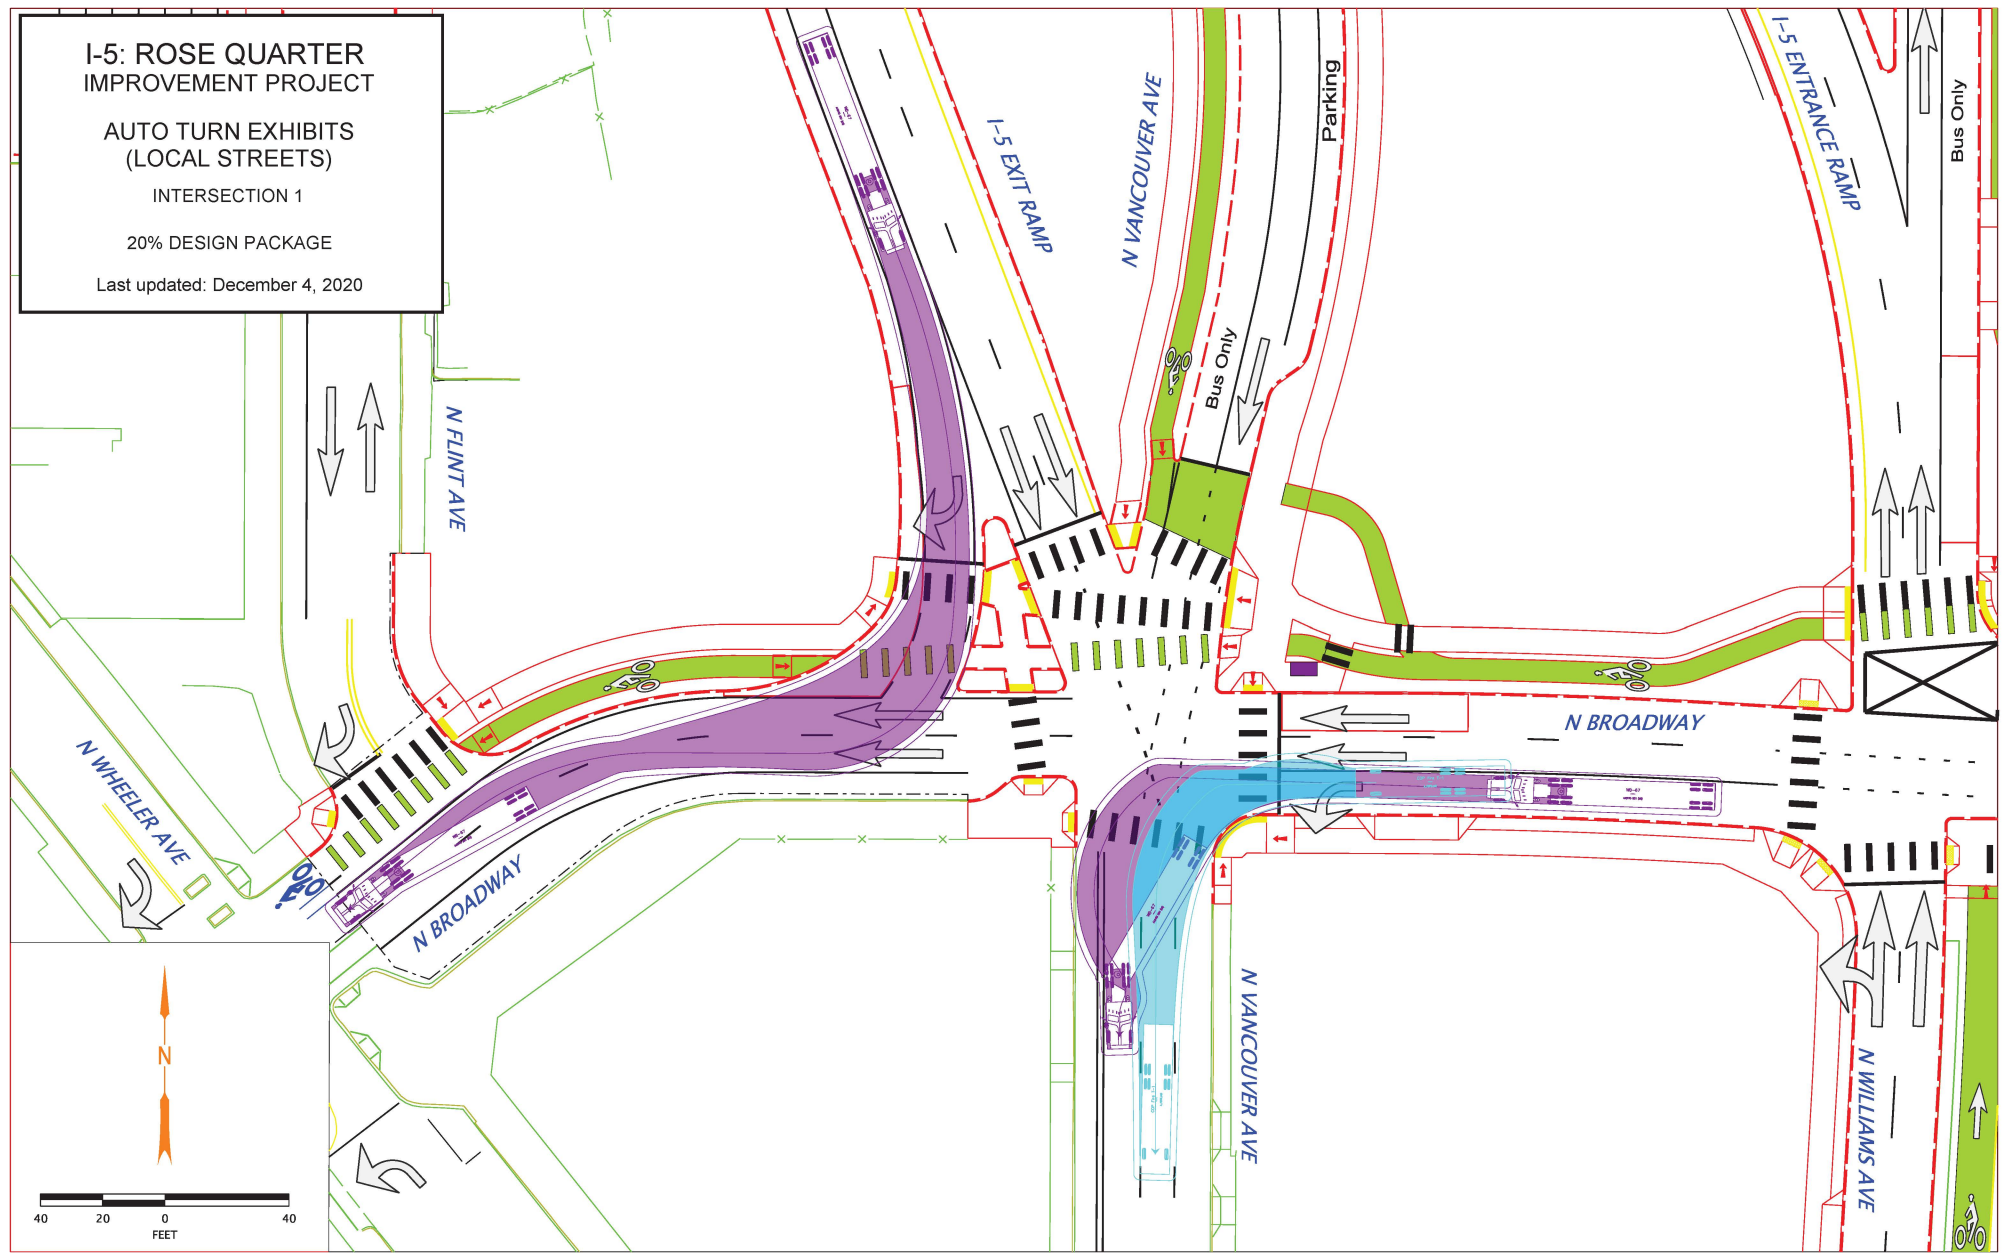 I-5: ROSE QUARTER
IMPROVEMENT PROJECT
AUTO TURN EXHIBITS
(LOCAL STREETS)
INTERSECTION 1
20% DESIGN PACKAGE
Last updated: December 4, 2020
I-5 EXIT RAMP
N VANCOUVER AVE
Parking
Bus Only
I-5 ENTRANCE RAMP
Bus Only
N FLINT AVE
N WHEELER AVE
N BROADWAY
N BROADWAY
N VANCOUVER AVE
N WILLIAMS AVE
N
40 20 0 40
FEET